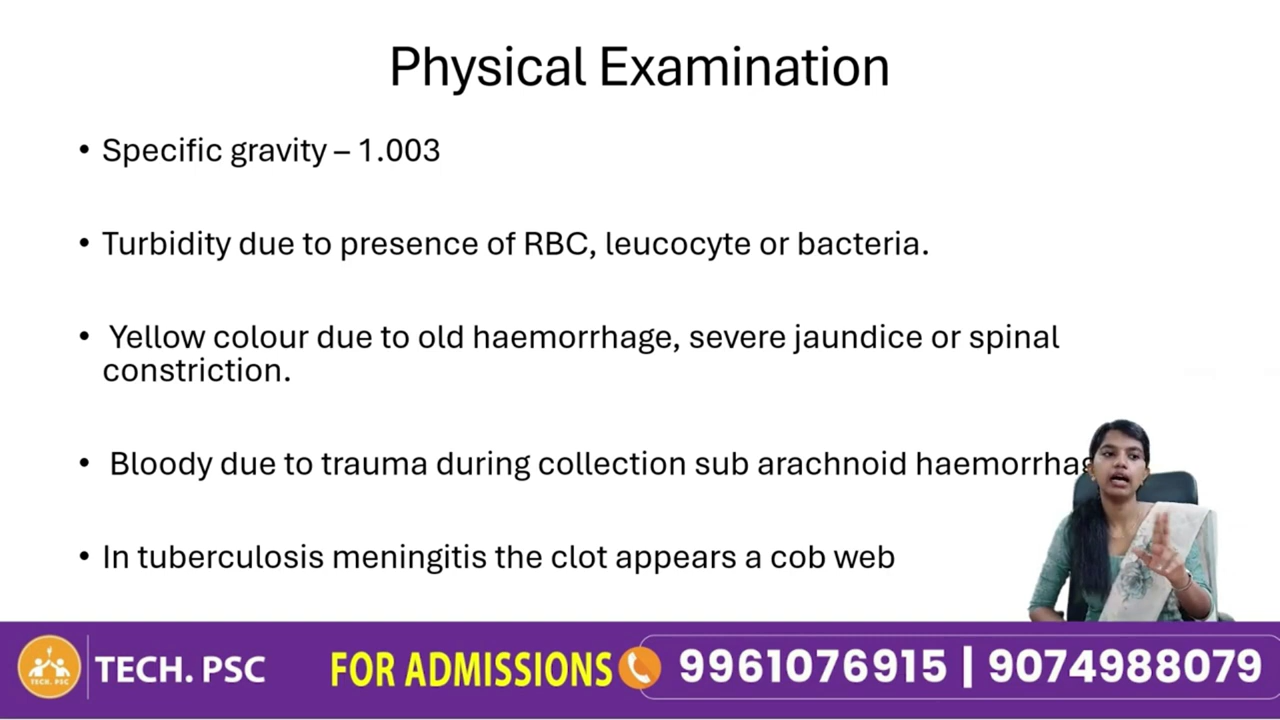 Physical Examination
• Specific gravity – 1.003
• Turbidity due to presence of RBC, leucocyte or bacteria.
• Yellow colour due to old haemorrhage, severe jaundice or spinal
constriction.
• Bloody due to trauma during collection sub arachnoid
• In tuberculosis meningitis the clot appears a cob web
TECH. PSC
TECH. PSC
FOR ADMISSIONS
9961076915 | 9074988079